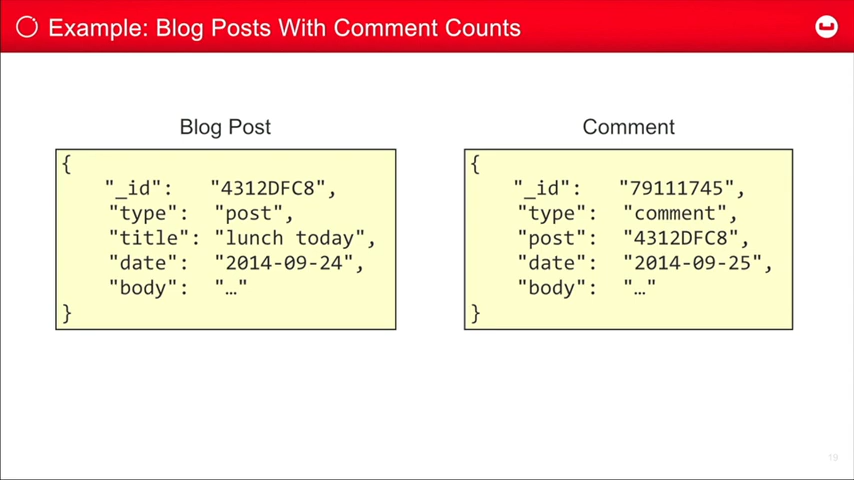 Example: Blog Posts With Comment Counts
Blog Post
{
"_id": "4312DFC8",
"type": "post",
"title": "lunch today",
"date": "2014-09-24",
"body": "…"
}
Comment
{
"_id": "79111745",
"type": "comment",
"post": "4312DFC8",
"date": "2014-09-25",
"body": "…"
}
19